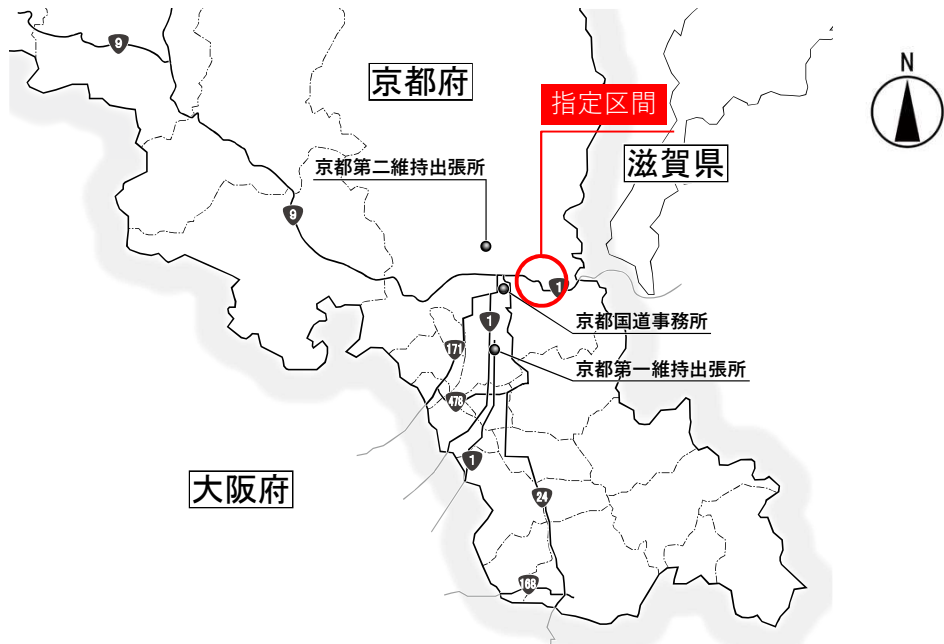 9
N
京都府
指定区間
滋賀県
京都第二維持出張所
9
1
京都国道事務所
1
171
京都第一維持出張所
478
1
大阪府
24
168